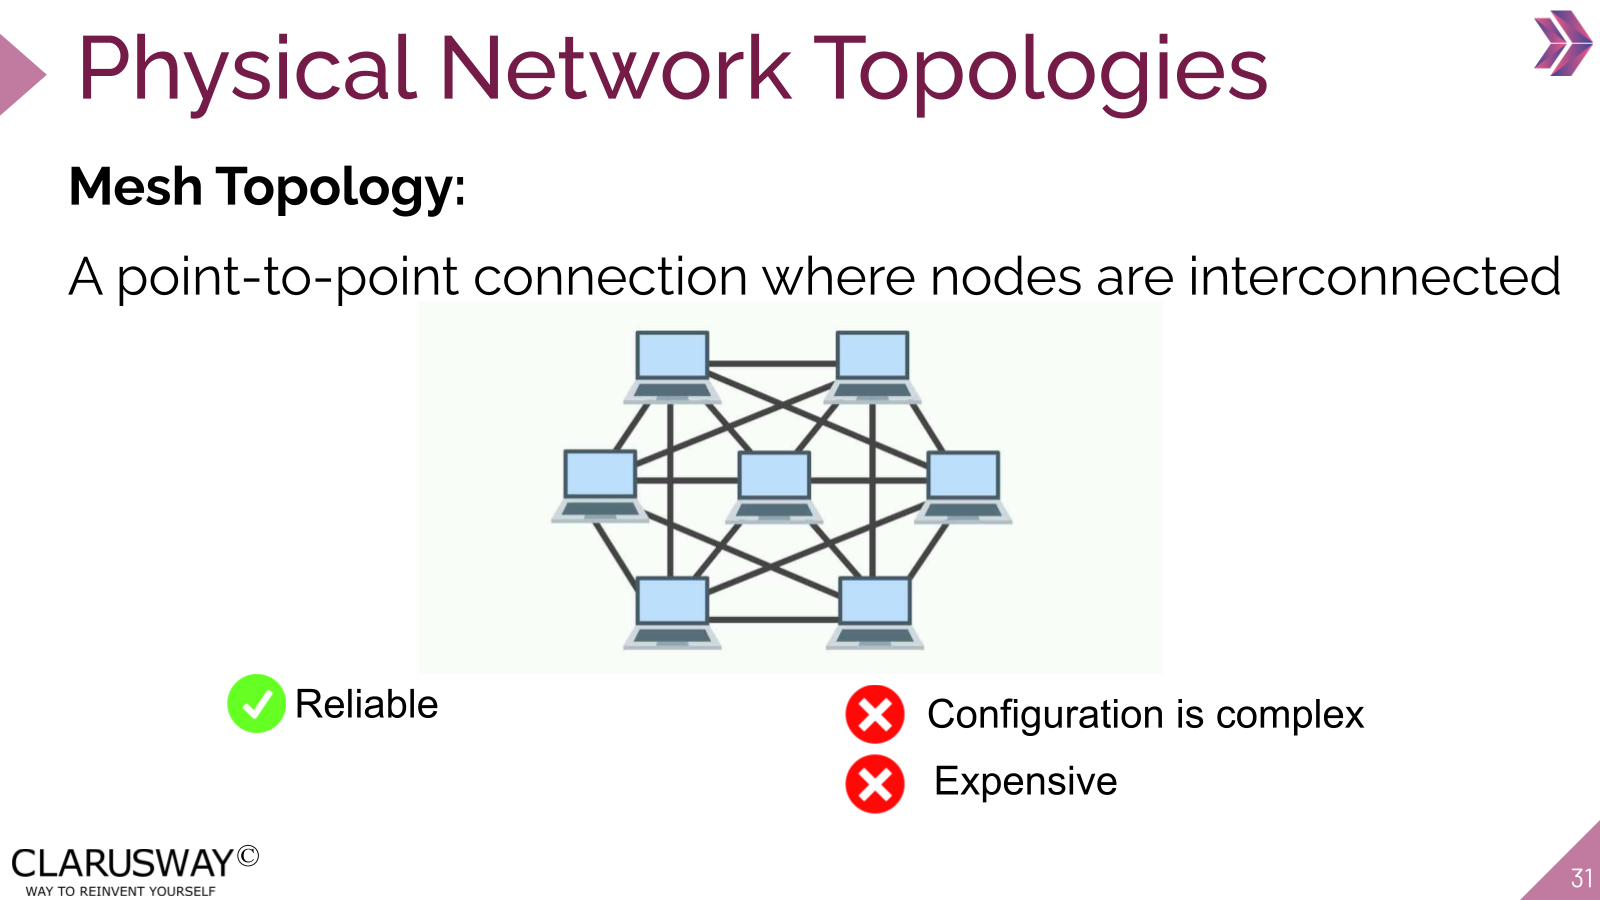 Physical Network Topologies
Mesh Topology:
A point-to-point connection where nodes are interconnected
Reliable
Configuration is complex
Expensive
CLARUSWAY©
WAY TO REINVENT YOURSELF
31